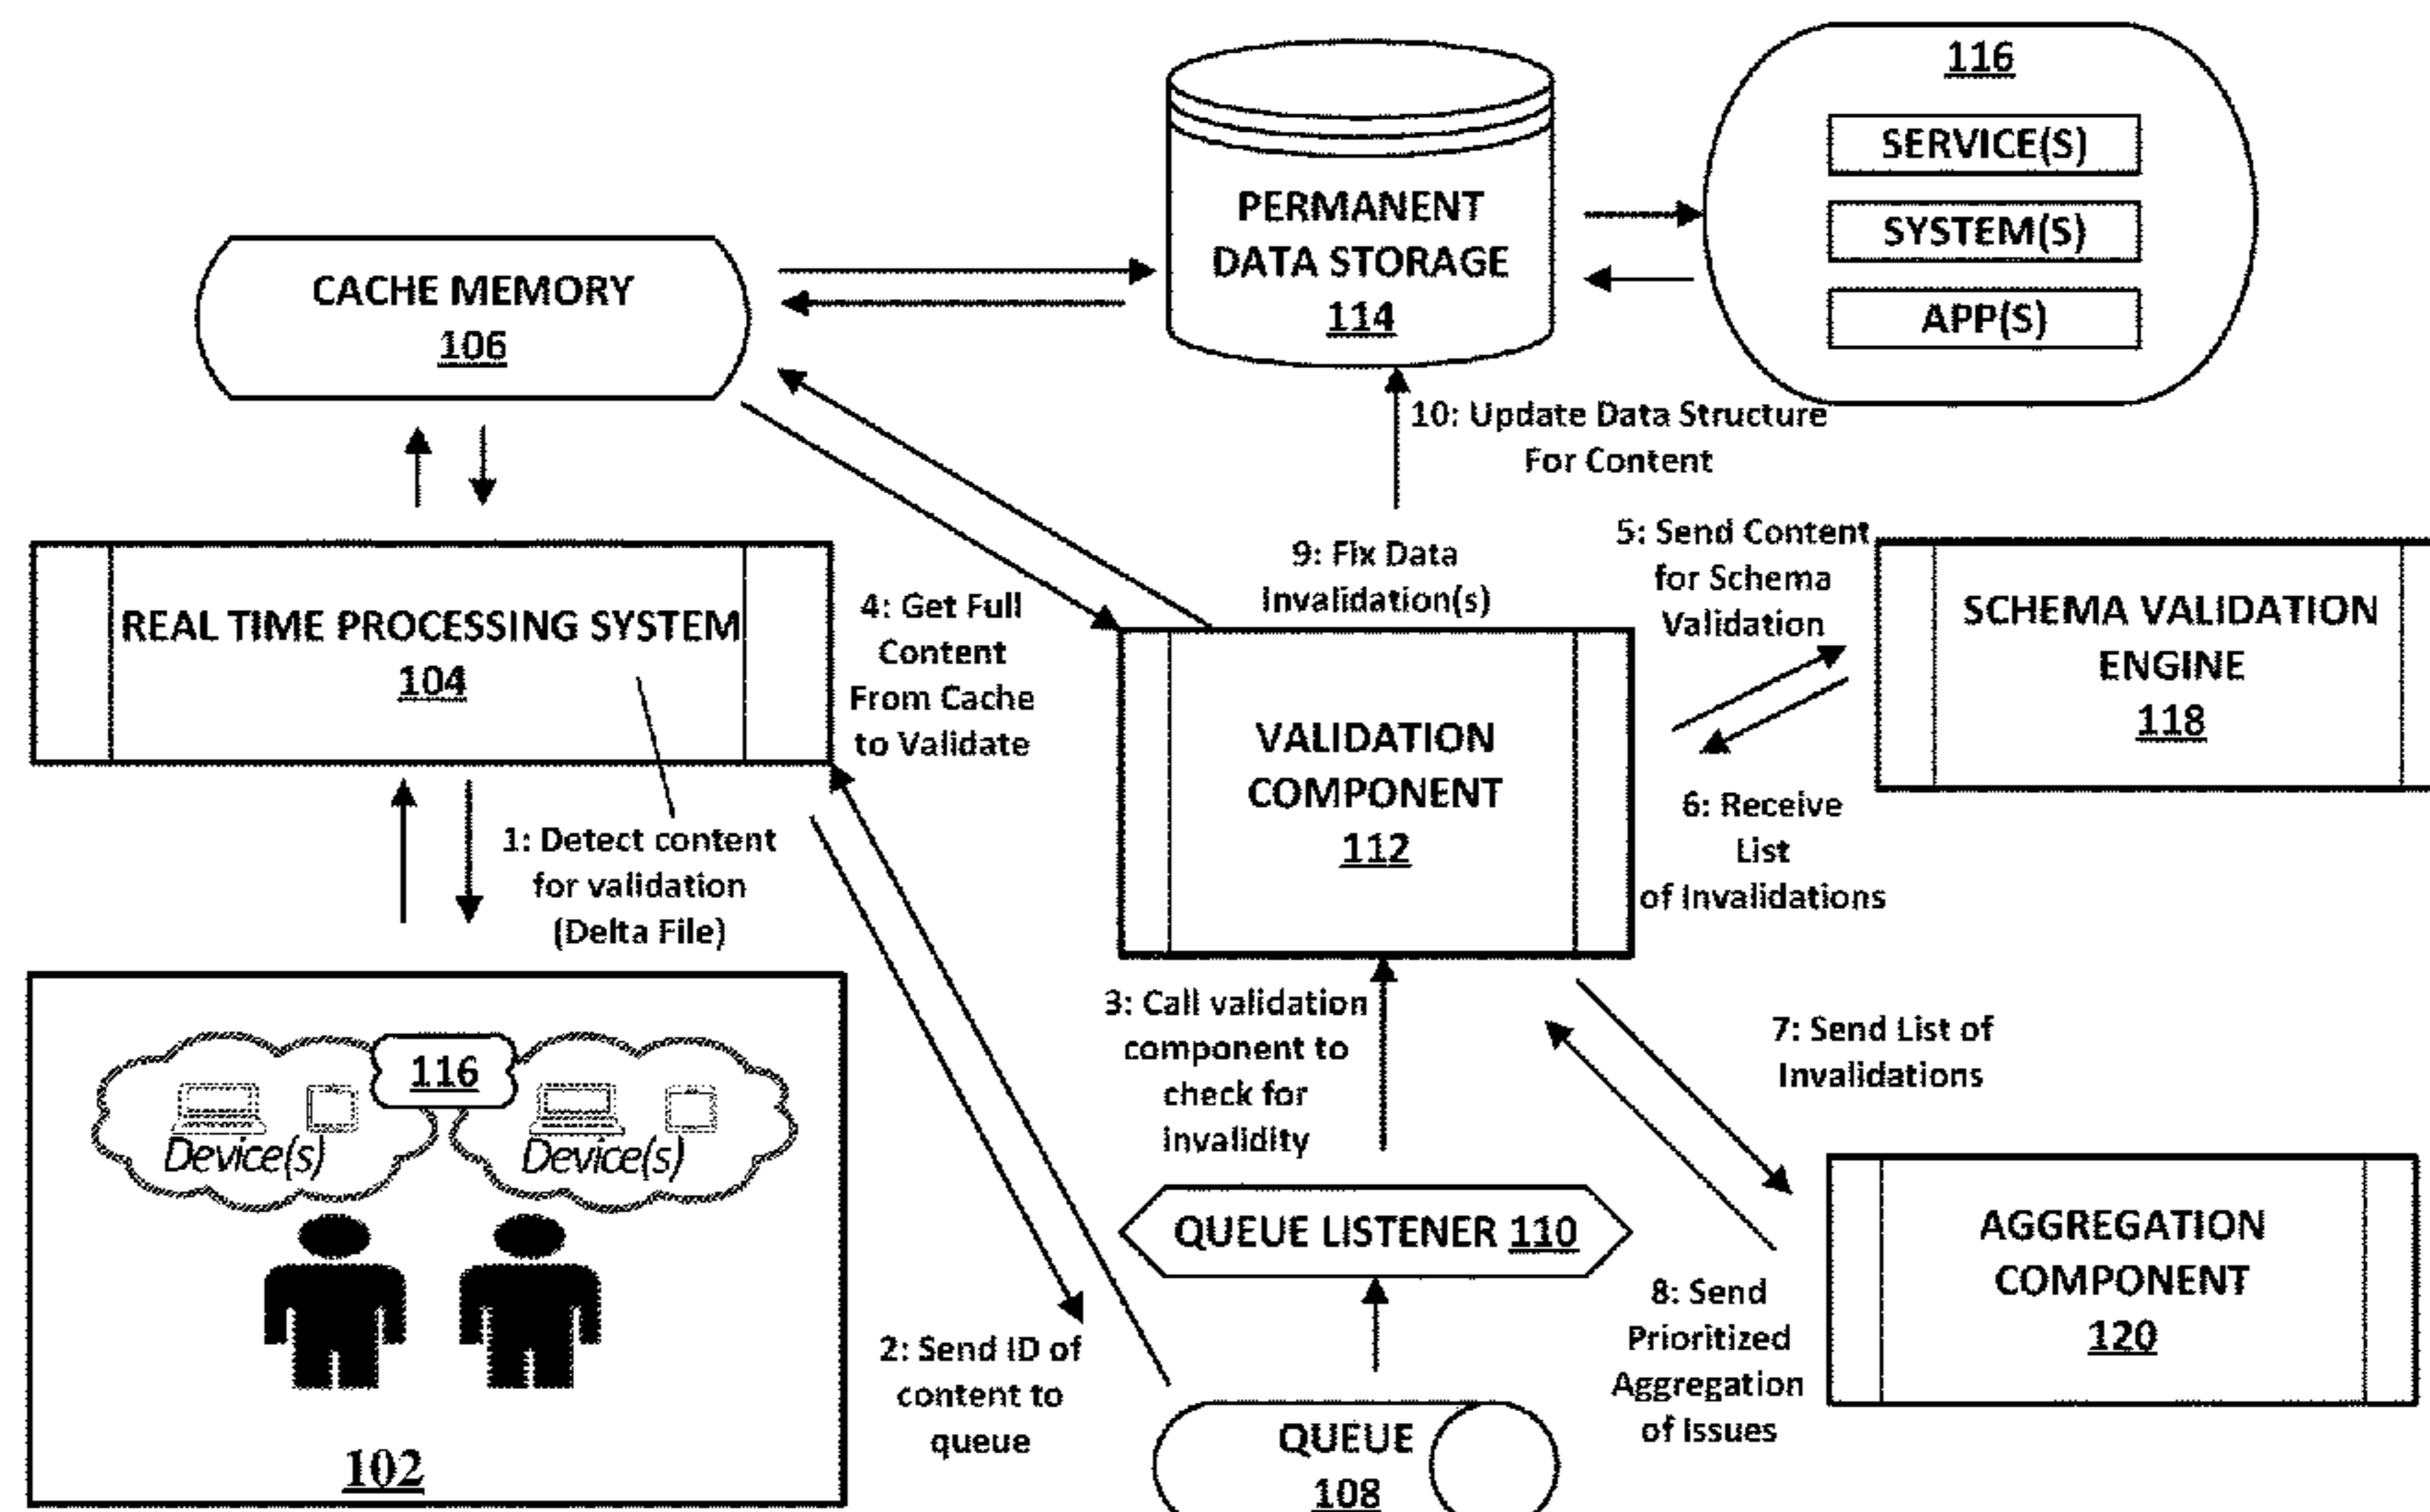 116
SERVICE(S)
SYSTEM(S)
APP(S)
PERMANENT
DATA STORAGE
114
CACHE MEMORY
106
10: Update Data Structure
For Content
9: Fix Data
Invalidation(s)
5: Send Content
for Schema
Validation
SCHEMA VALIDATION
ENGINE
118
REAL TIME PROCESSING SYSTEM
104
4: Get Full
Content
From Cache
to Validate
VALIDATION
COMPONENT
112
6: Receive
List
of Invalidations
1: Detect content
for validation
(Delta File)
3: Call validation
component to
check for
invalidity
7: Send List of
Invalidations
116
Device(s)
Device(s)
QUEUE LISTENER 110
AGGREGATION
COMPONENT
120
8: Send
Prioritized
Aggregation
of Issues
2: Send ID of
content to
queue
QUEUE
108
102